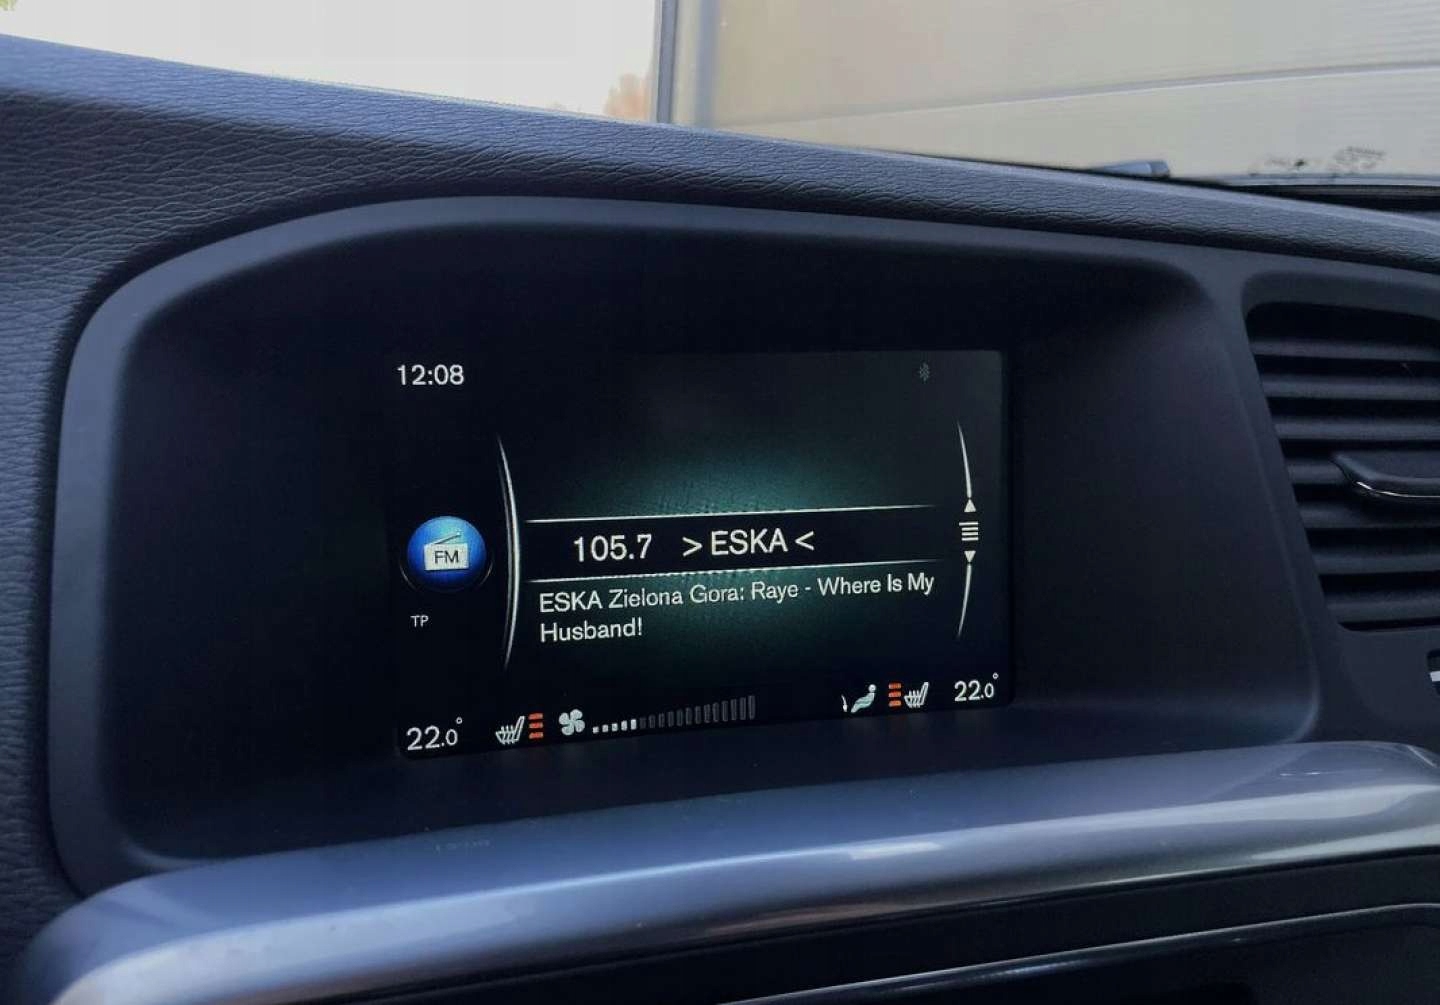 12:08
FM
105.7 >ESKA<
TP
ESKA Zielona Gora: Raye - Where Is My
Husband!
22.0° 22.0°